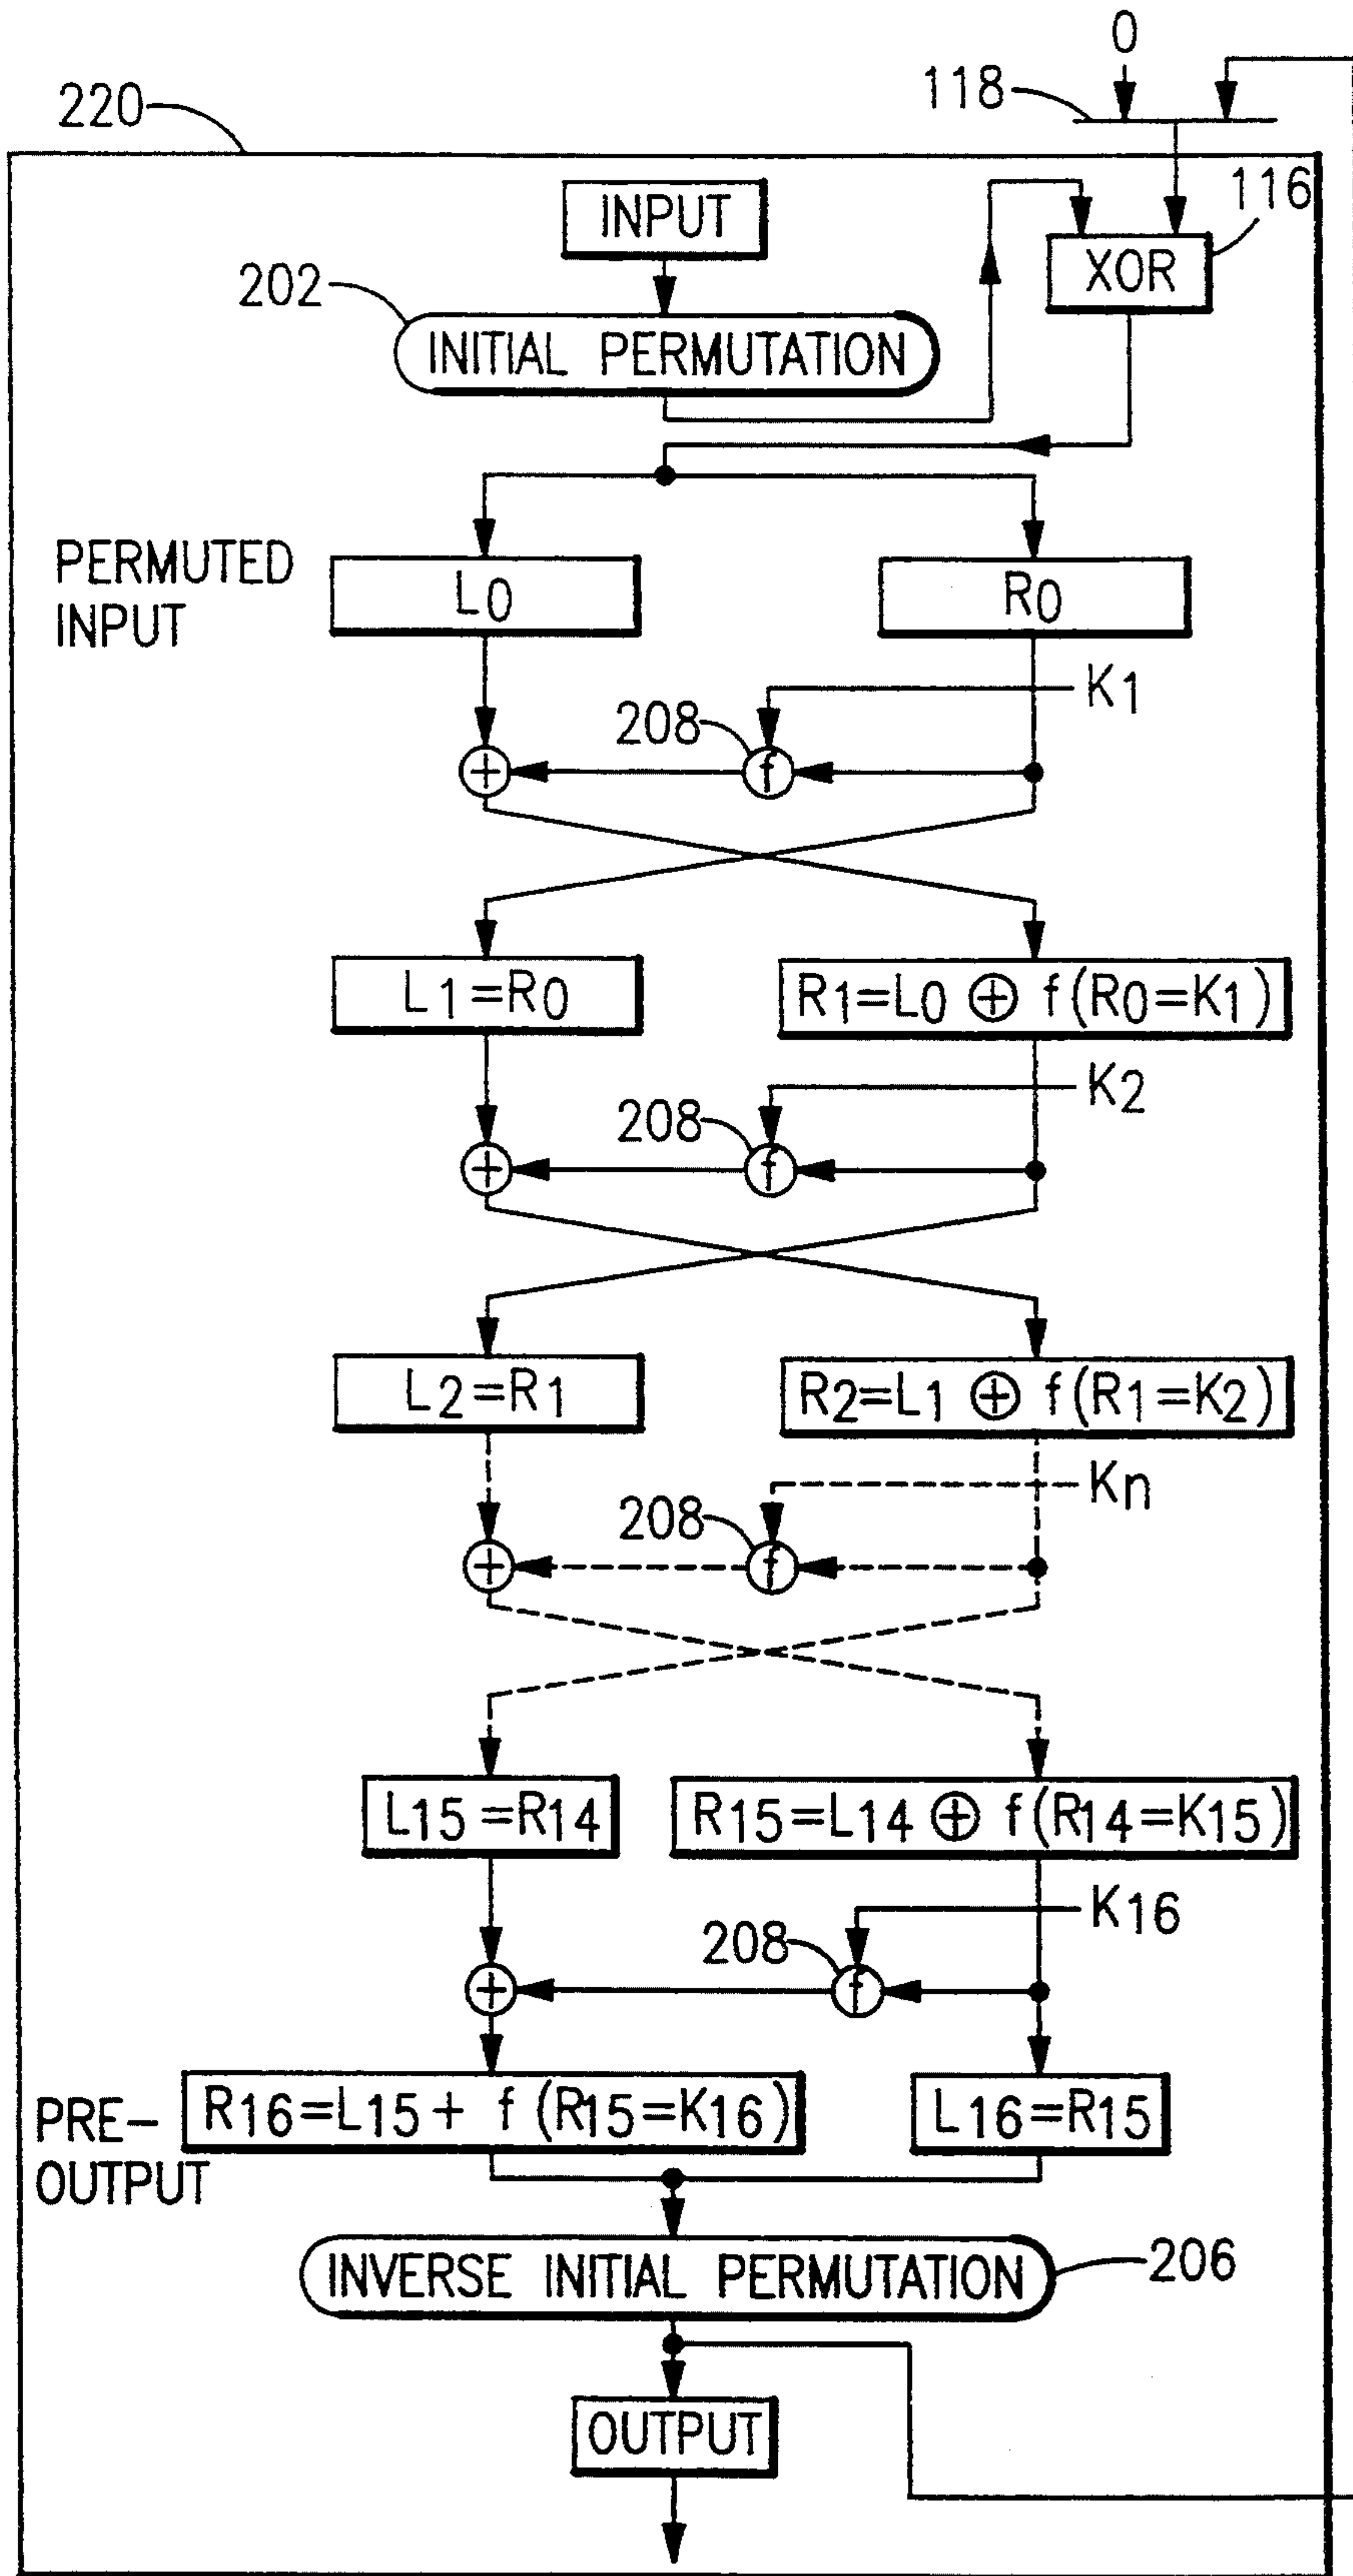 0
118
220
116
INPUT
XOR
202
INITIAL PERMUTATION
PERMUTED
INPUT
L0
R0
K1
208
f
+
L1=R0
R1=L0 ⊕ f(R0=K1)
K2
208
f
+
L2=R1
R2=L1 ⊕ f(R1=K2)
Kn
208
f
+
L15=R14
R15=L14 ⊕ f(R14=K15)
K16
208
f
+
R16=L15+ f(R15=K16)
L16=R15
PRE-
OUTPUT
INVERSE INITIAL PERMUTATION
206
OUTPUT